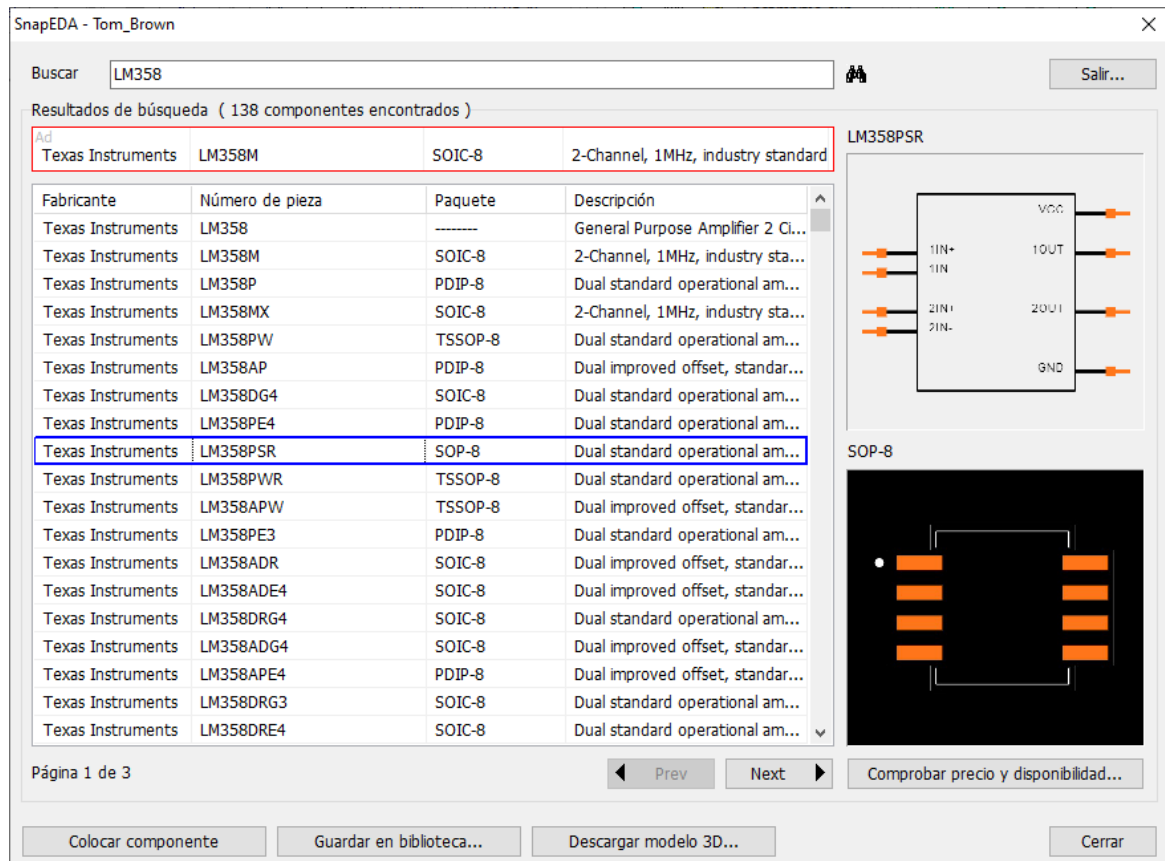 SnapEDA - Tom_Brown
Buscar LM358 Salir...
Resultados de búsqueda ( 138 componentes encontrados )
Ad
Texas Instruments LM358M SOIC-8 2-Channel, 1MHz, industry standard
Fabricante Número de pieza Paquete Descripción
Texas Instruments LM358 -------- General Purpose Amplifier 2 Ci...
Texas Instruments LM358M SOIC-8 2-Channel, 1MHz, industry sta...
Texas Instruments LM358P PDIP-8 Dual standard operational am...
Texas Instruments LM358MX SOIC-8 2-Channel, 1MHz, industry sta...
Texas Instruments LM358PW TSSOP-8 Dual standard operational am...
Texas Instruments LM358AP PDIP-8 Dual improved offset, standar...
Texas Instruments LM358DG4 SOIC-8 Dual standard operational am...
Texas Instruments LM358PE4 PDIP-8 Dual standard operational am...
Texas Instruments LM358PSR SOP-8 Dual standard operational am...
Texas Instruments LM358PWR TSSOP-8 Dual standard operational am...
Texas Instruments LM358APW TSSOP-8 Dual improved offset, standar...
Texas Instruments LM358PE3 PDIP-8 Dual standard operational am...
Texas Instruments LM358ADR SOIC-8 Dual improved offset, standar...
Texas Instruments LM358ADE4 SOIC-8 Dual improved offset, standar...
Texas Instruments LM358DRG4 SOIC-8 Dual standard operational am...
Texas Instruments LM358ADG4 SOIC-8 Dual improved offset, standar...
Texas Instruments LM358APE4 PDIP-8 Dual improved offset, standar...
Texas Instruments LM358DRG3 SOIC-8 Dual standard operational am...
Texas Instruments LM358DRE4 SOIC-8 Dual standard operational am...
LM358PSR
VCC
1IN+ 1OUT
1IN
2IN+ 2OUT
2IN-
GND
SOP-8
Página 1 de 3 Prev Next Comprobar precio y disponibilidad...
Colocar componente Guardar en biblioteca... Descargar modelo 3D... Cerrar